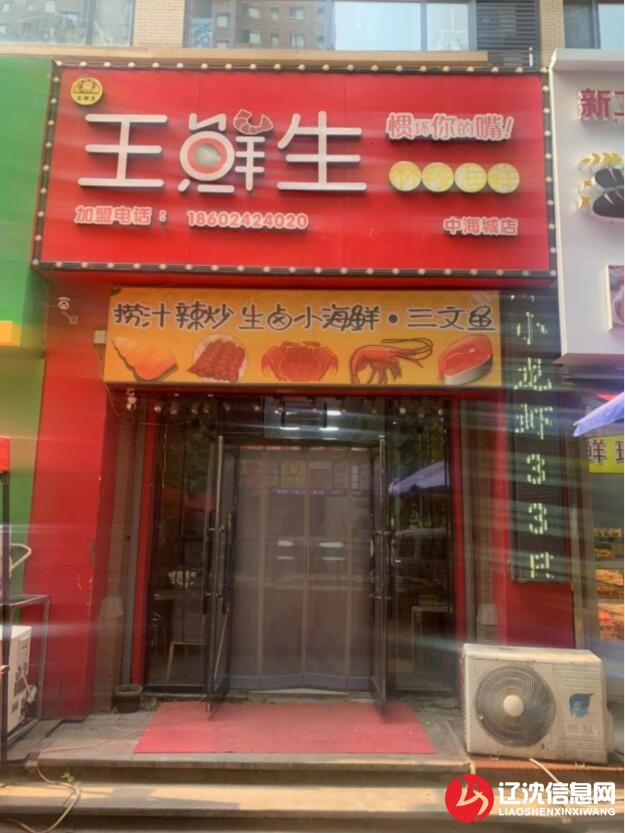 王鲜生
惯坏你的嘴!
加盟电话：18602424020
中海城店
捞汁辣炒 生卤小海鲜·三文鱼
小龙虾33
新
鲜
辽沈信息网
LIAOSHENXINXIWANG